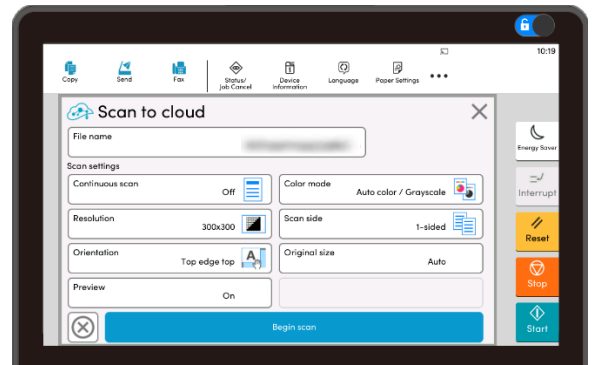 6
10:19
Copy
Send
Fax
Status/
Job Cancel
Device
Information
Language
Paper Settings
Scan to cloud
File name
Scan settings
Continuous scan
Off
Color mode
Auto color / Grayscale
Resolution
300x300
Scan side
1-sided
Orientation
Top edge top
A
Original size
Auto
Preview
On
Begin scan
Energy Saver
Interrupt
Reset
Stop
Start